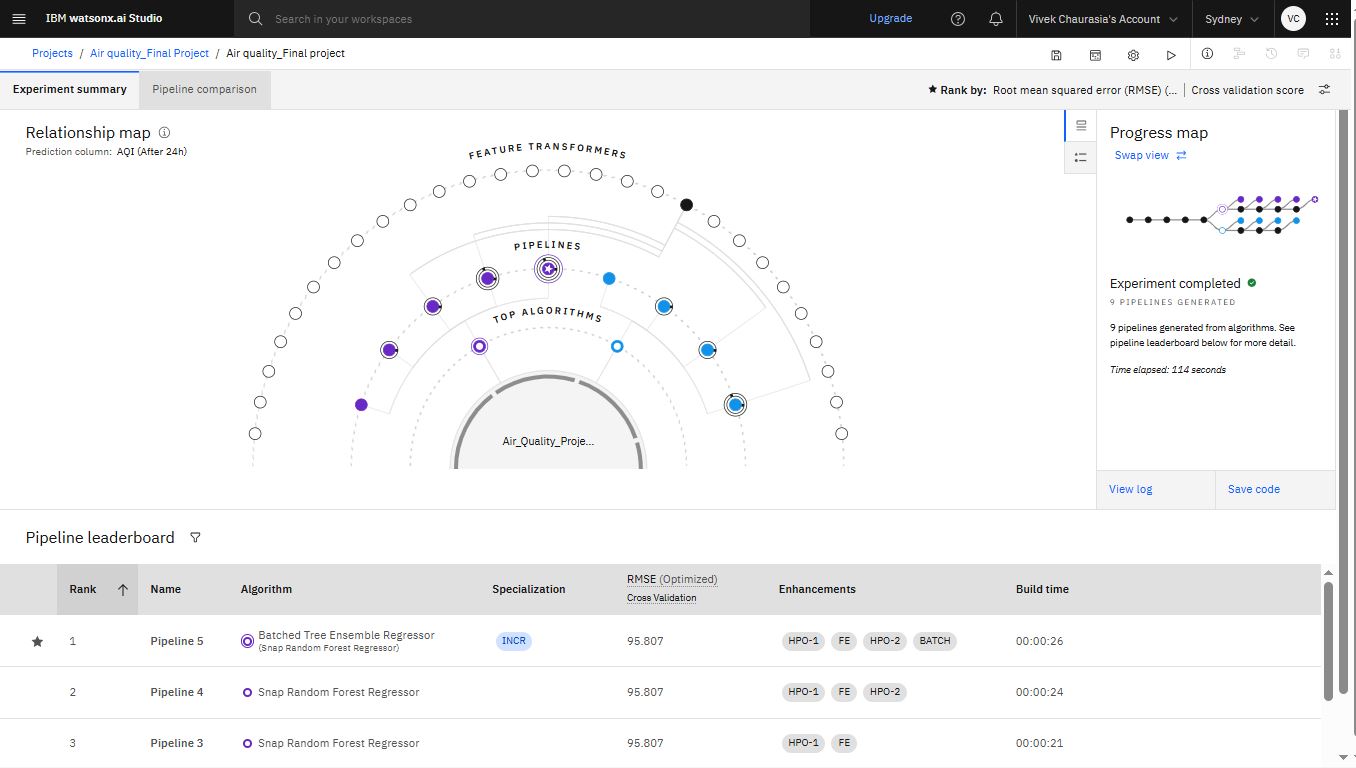 IBM watsonx.ai Studio
Search in your workspaces
Upgrade
Vivek Chaurasia's Account
Sydney
VC
Projects / Air quality_Final Project / Air quality_Final project
Experiment summary
Pipeline comparison
Rank by: Root mean squared error (RMSE) (... | Cross validation score
Relationship map
Prediction column: AQI (After 24h)
FEATURE TRANSFORMERS
PIPELINES
TOP ALGORITHMS
Air_Quality_Proje...
Progress map
Swap view
Experiment completed
9 PIPELINES GENERATED
9 pipelines generated from algorithms. See
pipeline leaderboard below for more detail.
Time elapsed: 114 seconds
View log
Save code
Pipeline leaderboard
Rank Name Algorithm Specialization RMSE (Optimized) Enhancements Build time
Cross Validation
1 Pipeline 5 Batched Tree Ensemble Regressor INCR 95.807 HPO-1 FE HPO-2 BATCH 00:00:26
(Snap Random Forest Regressor)
2 Pipeline 4 Snap Random Forest Regressor 95.807 HPO-1 FE HPO-2 00:00:24
3 Pipeline 3 Snap Random Forest Regressor 95.807 HPO-1 FE 00:00:21